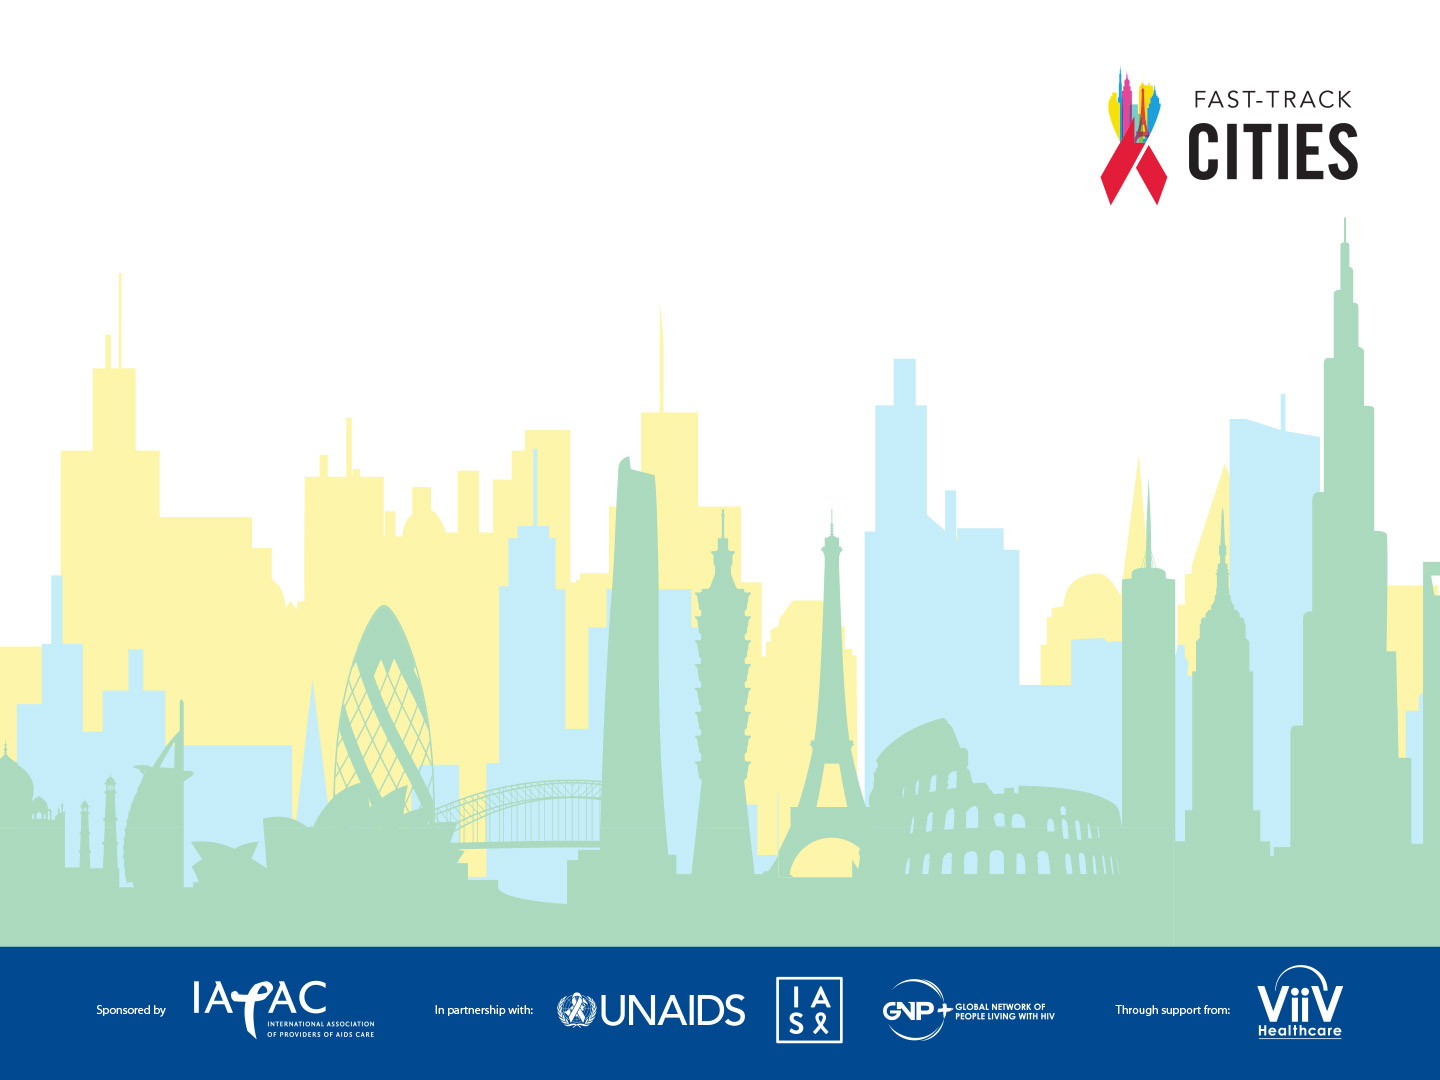 FAST-TRACK
CITIES
Sponsored by
IAPAC
INTERNATIONAL ASSOCIATION
OF PROVIDERS OF AIDS CARE
In partnership with:
UNAIDS
IA
S
GNP+
GLOBAL NETWORK OF
PEOPLE LIVING WITH HIV
Through support from:
ViiV
Healthcare